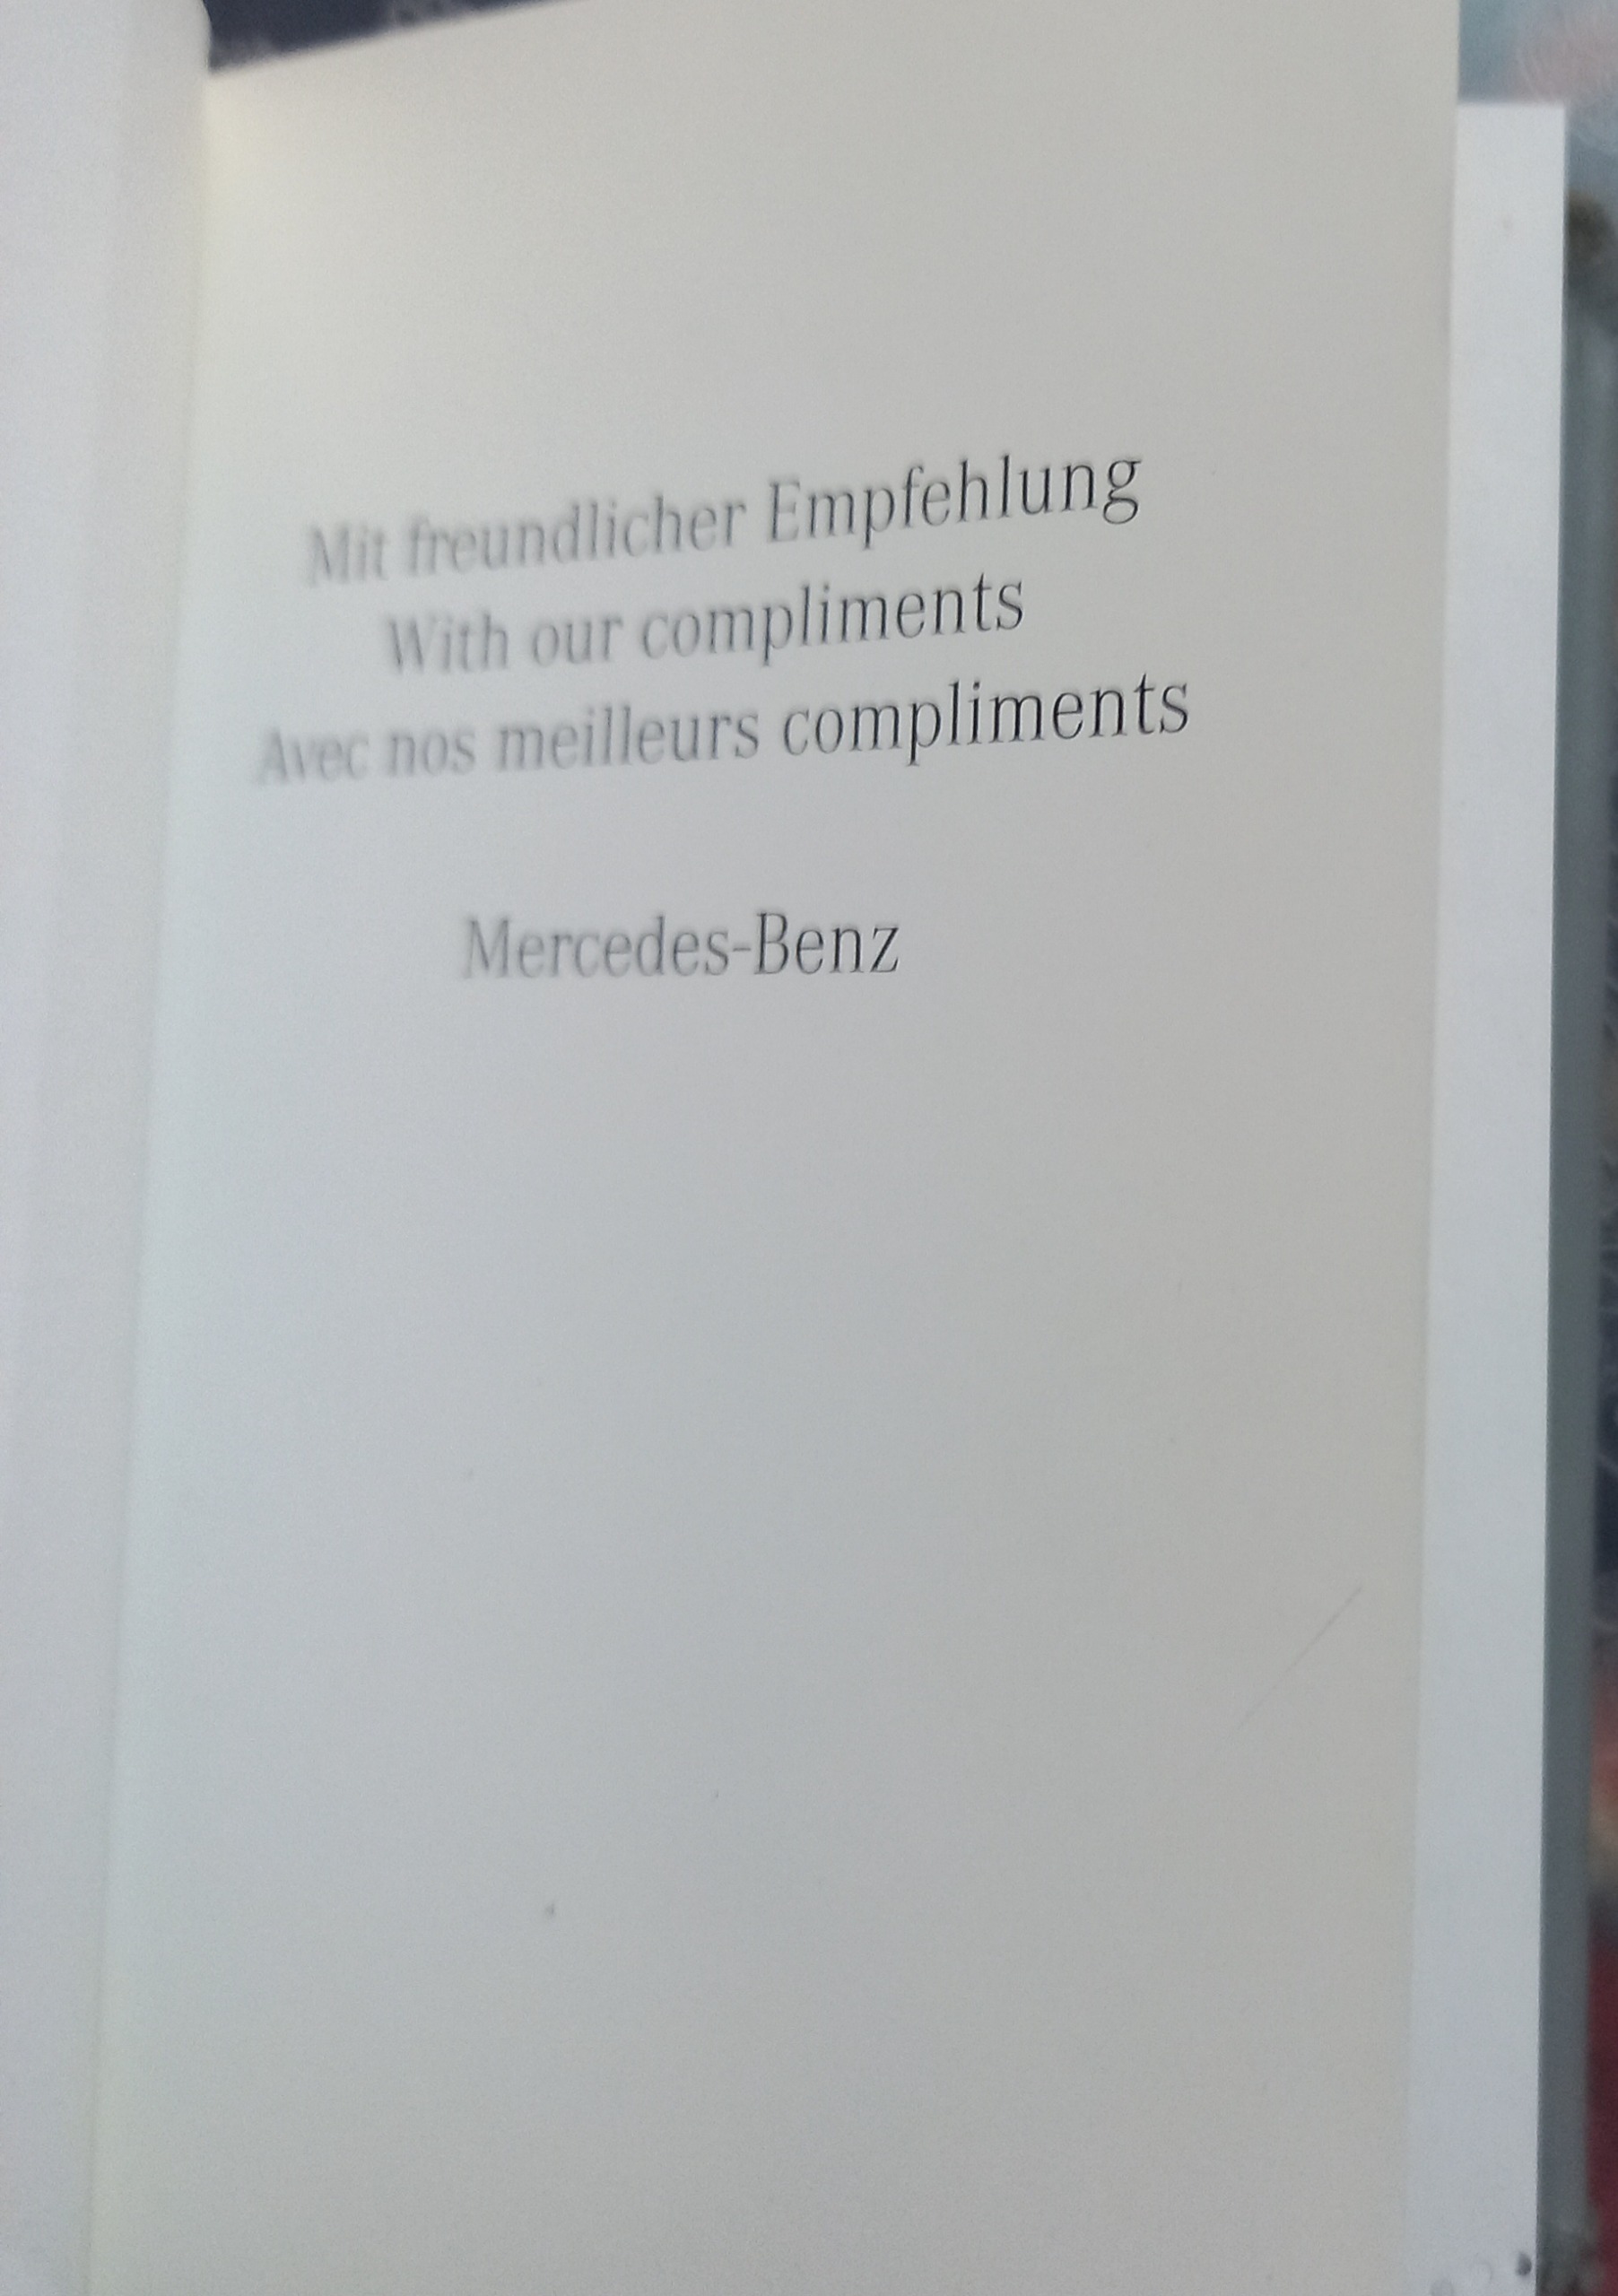 Mit freundlicher Empfehlung
With our compliments
Avec nos meilleurs compliments
Mercedes-Benz